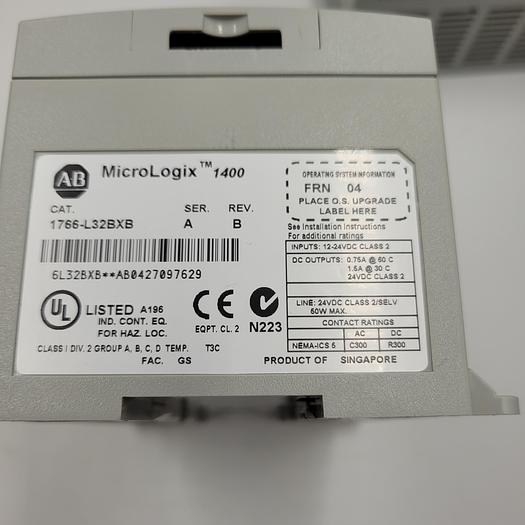 AB
MicroLogix™ 1400
CAT. SER. REV.
1766-L32BXB A B
6L32BXB**AB0427097629
UL LISTED A196
IND. CONT. EQ.
FOR HAZ. LOC.
CE
EQPT. CL. 2
N223
CLASS I DIV. 2 GROUP A, B, C, D TEMP. T3C
FAC. GS
PRODUCT OF SINGAPORE
OPERATING SYSTEM INFORMATION
FRN 04
PLACE O.S. UPGRADE
LABEL HERE
See Installation Instructions
For additional ratings
INPUTS: 12-24VDC CLASS 2
DC OUTPUTS: 0.75A @ 60 C
1.5A @ 30 C
24VDC CLASS 2
LINE: 24VDC CLASS 2/SELV
50W MAX.
CONTACT RATINGS
AC DC
NEMA-ICS 5 C300 R300